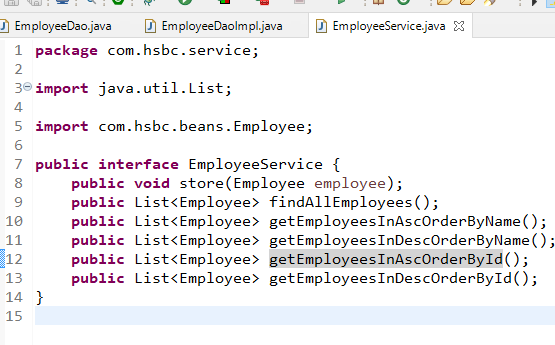 EmployeeDao.java EmployeeDaoImpl.java EmployeeService.java
1 package com.hsbc.service;
2
3 import java.util.List;
4
5 import com.hsbc.beans.Employee;
6
7 public interface EmployeeService {
8 public void store(Employee employee);
9 public List<Employee> findAllEmployees();
10 public List<Employee> getEmployeesInAscOrderByName();
11 public List<Employee> getEmployeesInDescOrderByName();
12 public List<Employee> getEmployeesInAscOrderById();
13 public List<Employee> getEmployeesInDescOrderById();
14 }
15